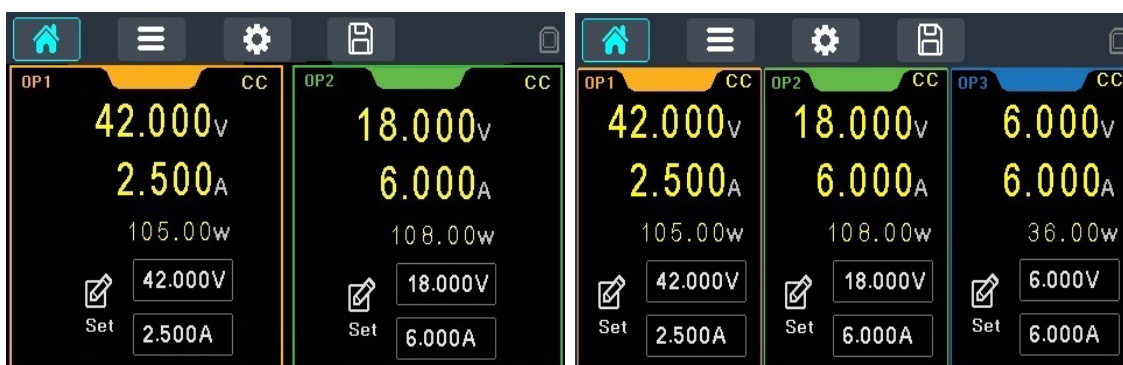 OP1 CC
42.000V
2.500A
105.00W
42.000V
Set
2.500A
OP2 CC
18.000V
6.000A
108.00W
18.000V
Set
6.000A
OP1 CC
42.000V
2.500A
105.00W
42.000V
Set
2.500A
OP2 CC
18.000V
6.000A
108.00W
18.000V
Set
6.000A
OP3 CC
6.000V
6.000A
36.00W
6.000V
Set
6.000A